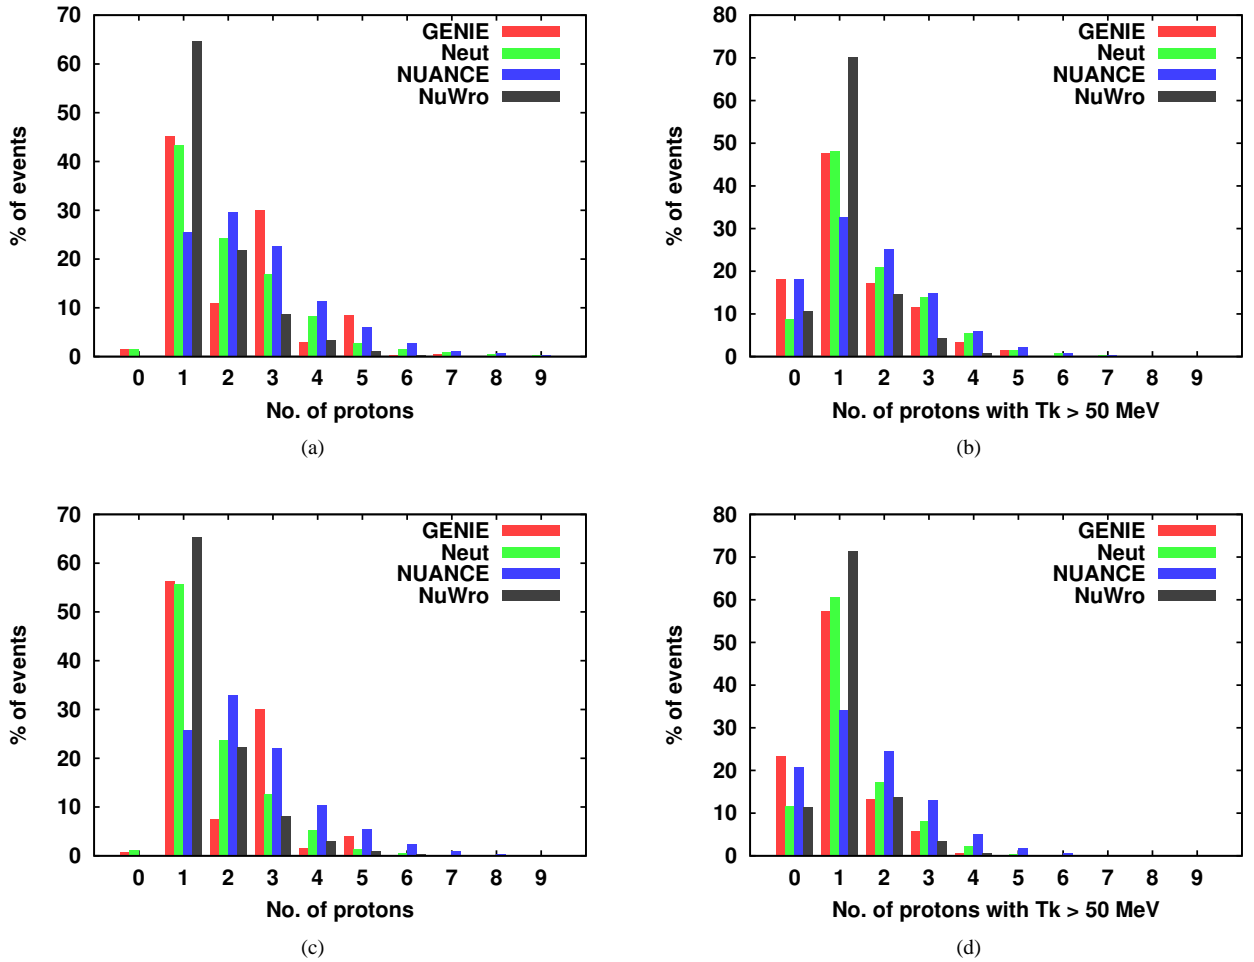 70
60
50
40
30
20
10
0
% of events
GENIE
Neut
NUANCE
NuWro
0 1 2 3 4 5 6 7 8 9
No. of protons
(a)
80
70
60
50
40
30
20
10
0
% of events
GENIE
Neut
NUANCE
NuWro
0 1 2 3 4 5 6 7 8 9
No. of protons with Tk > 50 MeV
(b)
70
60
50
40
30
20
10
0
% of events
GENIE
Neut
NUANCE
NuWro
0 1 2 3 4 5 6 7 8 9
No. of protons
(c)
80
70
60
50
40
30
20
10
0
% of events
GENIE
Neut
NUANCE
NuWro
0 1 2 3 4 5 6 7 8 9
No. of protons with Tk > 50 MeV
(d)